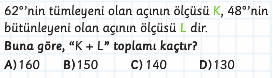 62°'nin tümleyeni olan açının ölçüsü K, 48°'nin
bütünleyeni olan açının ölçüsü L dir.
Buna göre, "K + L" toplamı kaçtır?
A)160 B)150 C) 140 D)130